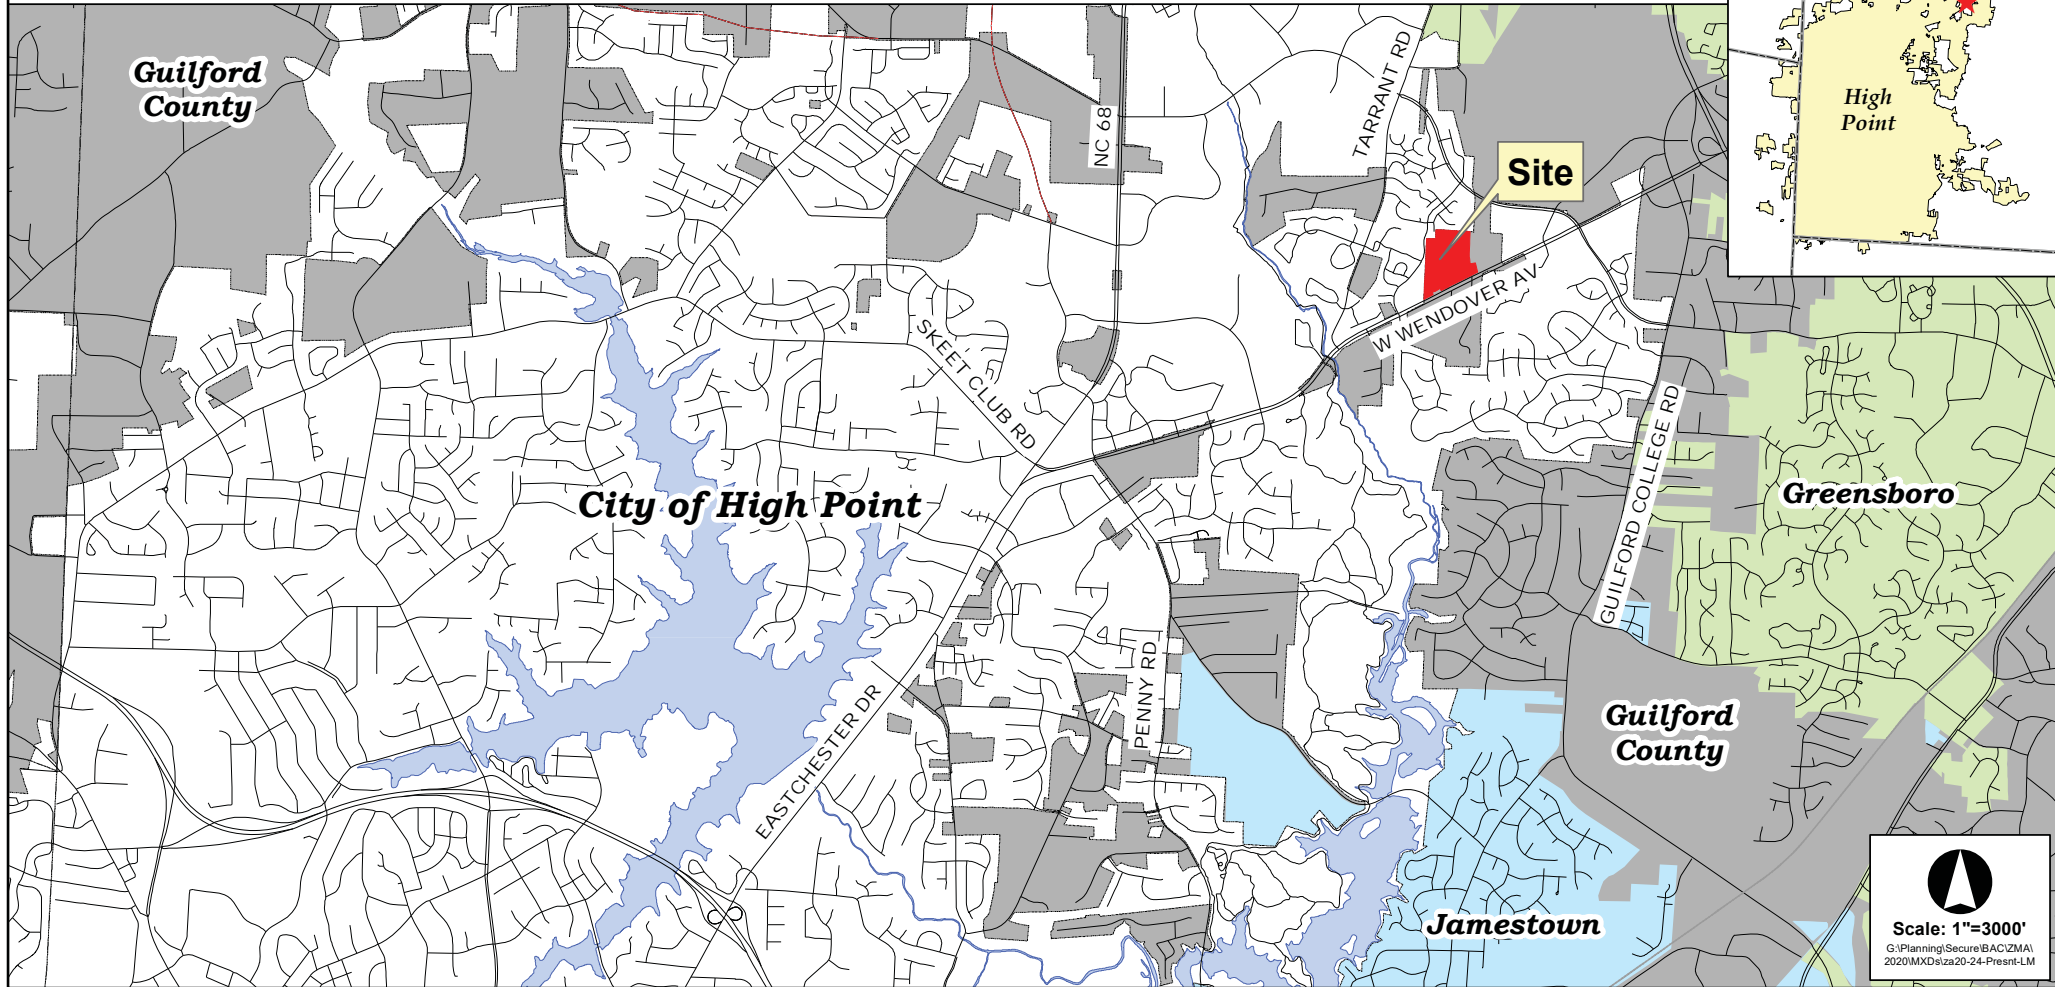 Guilford
County
NC 68
TARRANT RD
Site
High
Point
W WENDOVER AV
SKEET CLUB RD
GUILFORD COLLEGE RD
City of High Point
Greensboro
PENNY RD
EASTCHESTER DR
Guilford
County
Jamestown
Scale: 1"=3000'
G:\Planning\Secure\BAC\ZMA\
2020\MXDs\za20-24-Presnt-LM